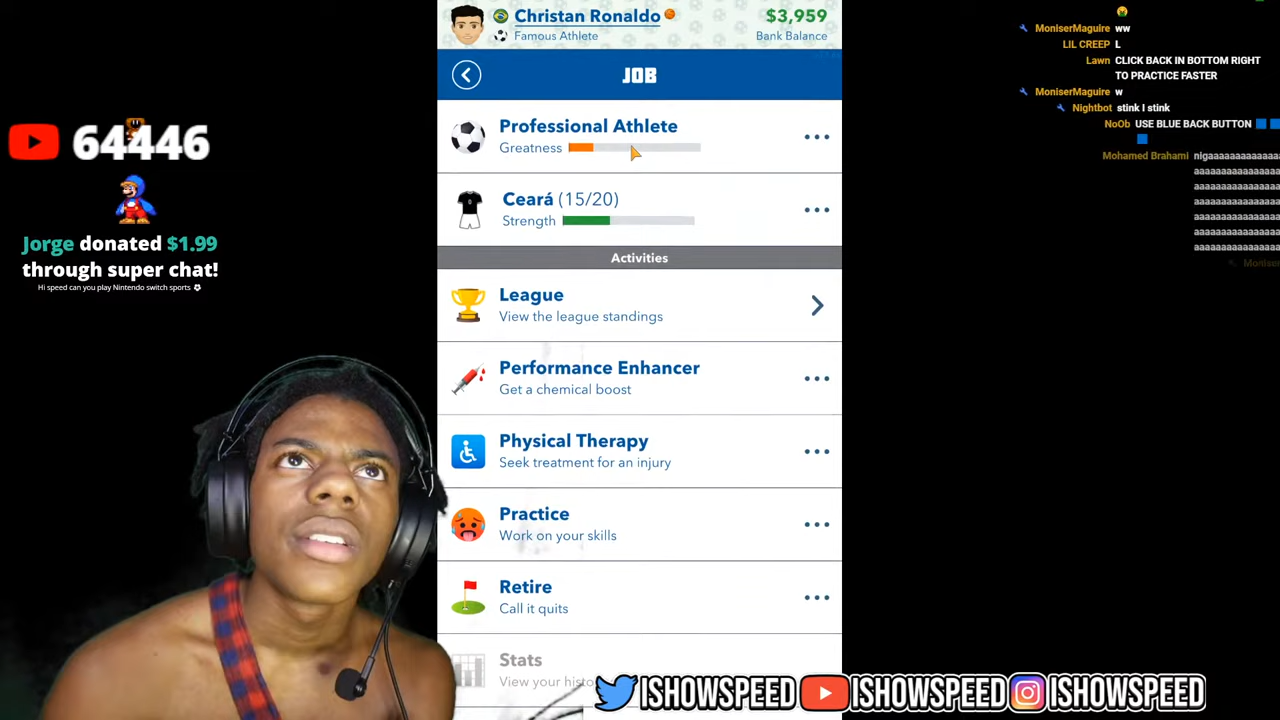 Christan Ronaldo
Famous Athlete
$3,959
Bank Balance
JOB
Professional Athlete
Greatness
Ceará (15/20)
Strength
Activities
League
View the league standings
Performance Enhancer
Get a chemical boost
Physical Therapy
Seek treatment for an injury
Practice
Work on your skills
Retire
Call it quits
Stats
View your histo
64446
Jorge donated $1.99
through super chat!
Hi speed can you play Nintendo switch sports
MoniserMaguire ww
LIL CREEP L
Lawn CLICK BACK IN BOTTOM RIGHT
TO PRACTICE FASTER
MoniserMaguire w
Nightbot stink I stink
NoOb USE BLUE BACK BUTTON
Mohamed Brahami
Moniser
ISHOWSPEED ISHOWSPEED ISHOWSPEED